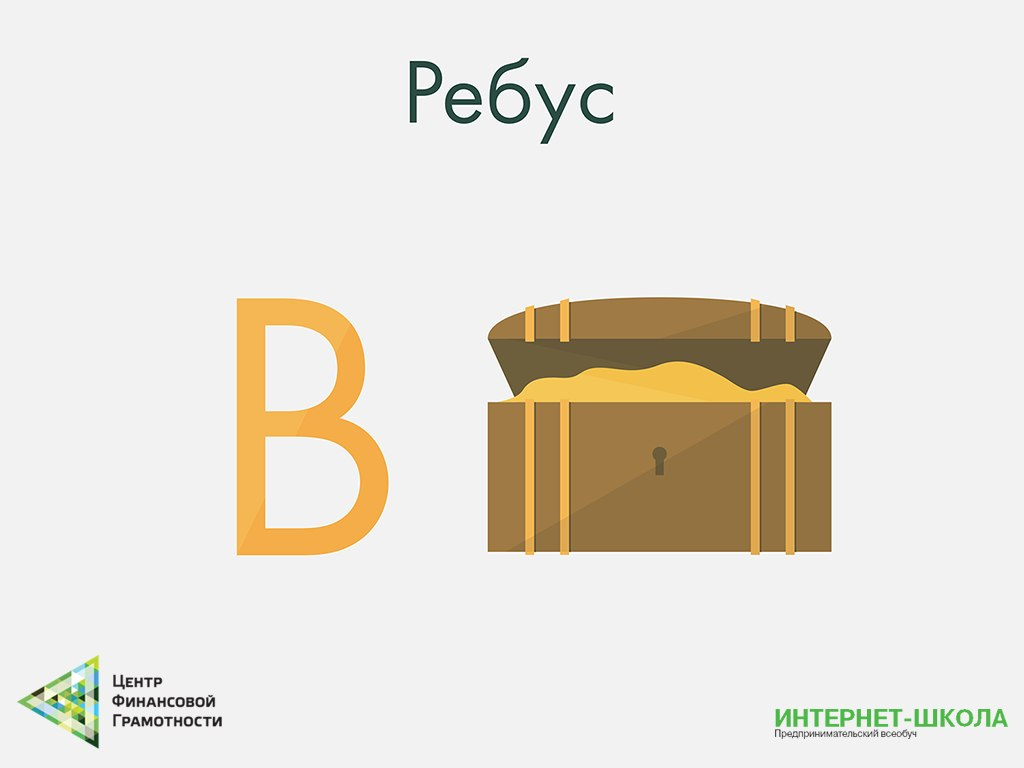 Ребус
В
Центр
Финансовой
Грамотности
ИНТЕРНЕТ-ШКОЛА
Предпринимательский всеобуч